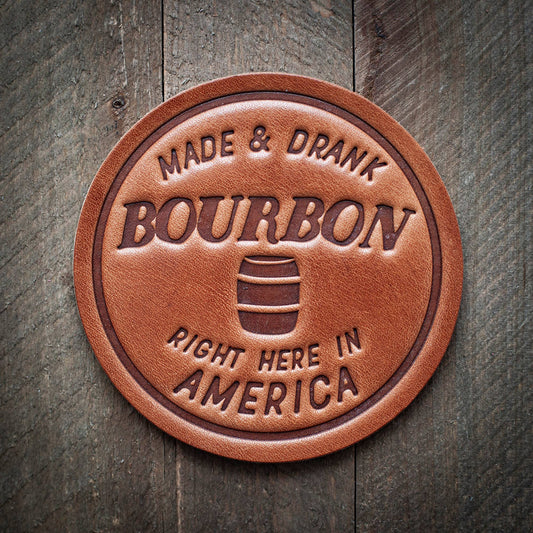 MADE & DRANK
BOURBON
RIGHT HERE IN
AMERICA